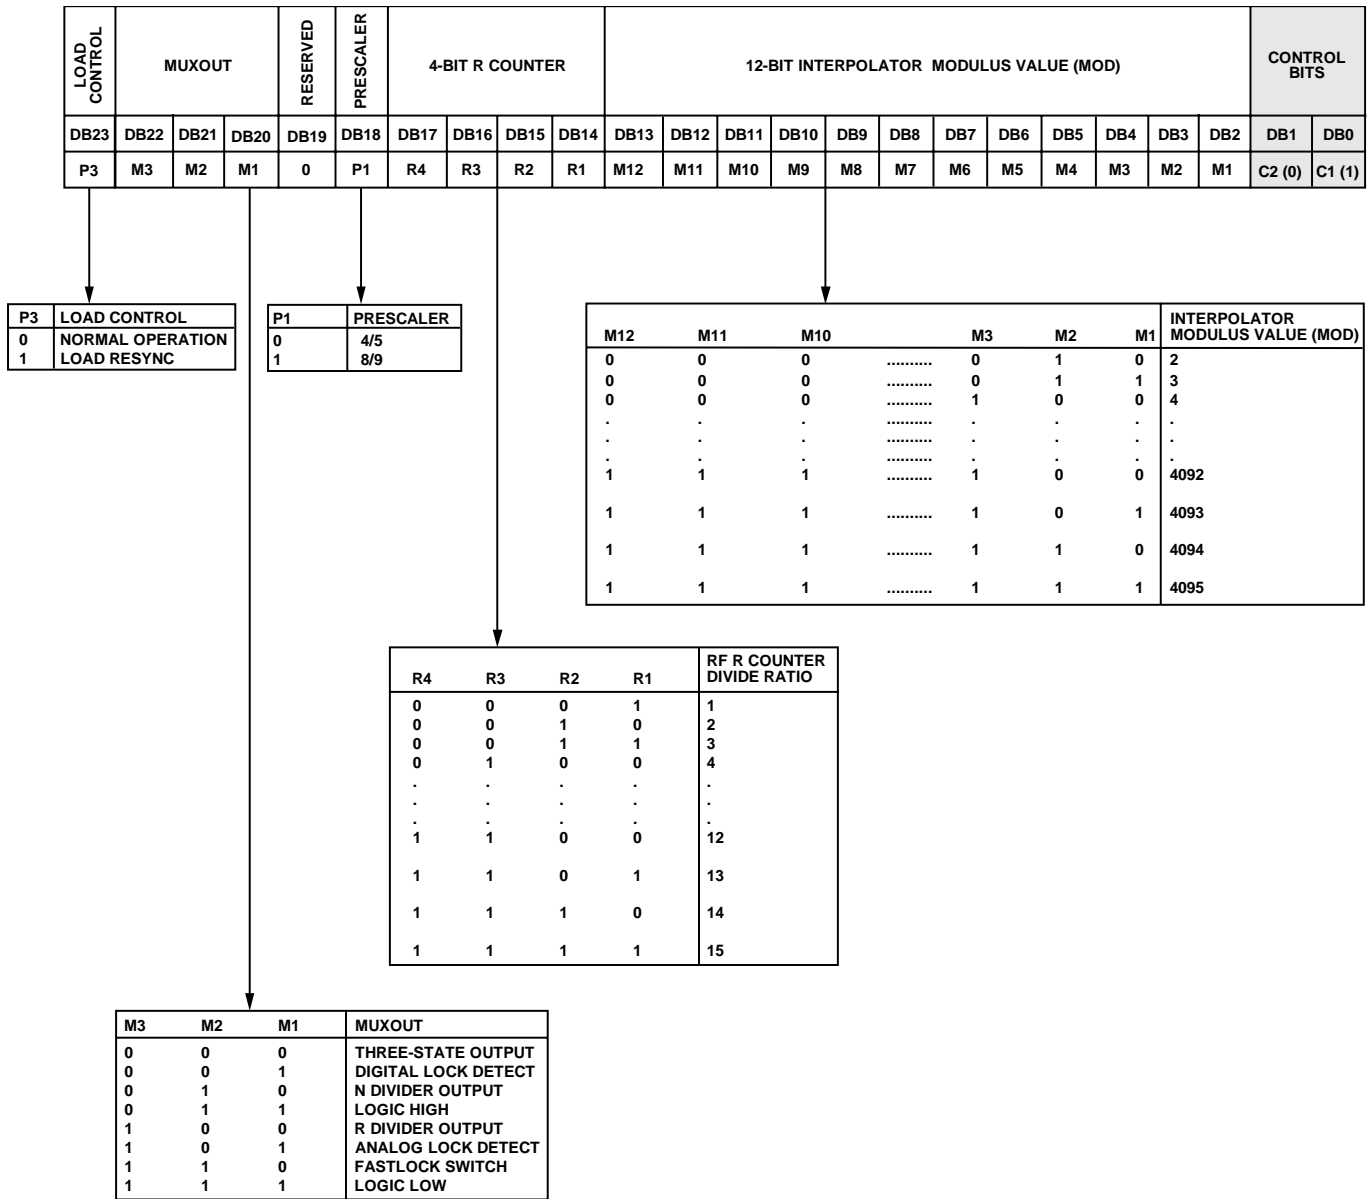 LOAD CONTROL MUXOUT RESERVED PRESCALER 4-BIT R COUNTER 12-BIT INTERPOLATOR MODULUS VALUE (MOD) CONTROL BITS
DB23 DB22 DB21 DB20 DB19 DB18 DB17 DB16 DB15 DB14 DB13 DB12 DB11 DB10 DB9 DB8 DB7 DB6 DB5 DB4 DB3 DB2 DB1 DB0
P3 M3 M2 M1 0 P1 R4 R3 R2 R1 M12 M11 M10 M9 M8 M7 M6 M5 M4 M3 M2 M1 C2 (0) C1 (1)
P3 LOAD CONTROL
0 NORMAL OPERATION
1 LOAD RESYNC
P1 PRESCALER
0 4/5
1 8/9
M12 M11 M10 M3 M2 M1 INTERPOLATOR MODULUS VALUE (MOD)
0 0 0 .......... 0 1 0 2
0 0 0 .......... 0 1 1 3
0 0 0 .......... 1 0 0 4
. . . .......... . . . .
. . . .......... . . . .
. . . .......... . . . .
1 1 1 .......... 1 0 0 4092
1 1 1 .......... 1 0 1 4093
1 1 1 .......... 1 1 0 4094
1 1 1 .......... 1 1 1 4095
R4 R3 R2 R1 RF R COUNTER DIVIDE RATIO
0 0 0 1 1
0 0 1 0 2
0 0 1 1 3
0 1 0 0 4
. . . . .
. . . . .
. . . . .
1 1 0 0 12
1 1 0 1 13
1 1 1 0 14
1 1 1 1 15
M3 M2 M1 MUXOUT
0 0 0 THREE-STATE OUTPUT
0 0 1 DIGITAL LOCK DETECT
0 1 0 N DIVIDER OUTPUT
0 1 1 LOGIC HIGH
1 0 0 R DIVIDER OUTPUT
1 0 1 ANALOG LOCK DETECT
1 1 0 FASTLOCK SWITCH
1 1 1 LOGIC LOW